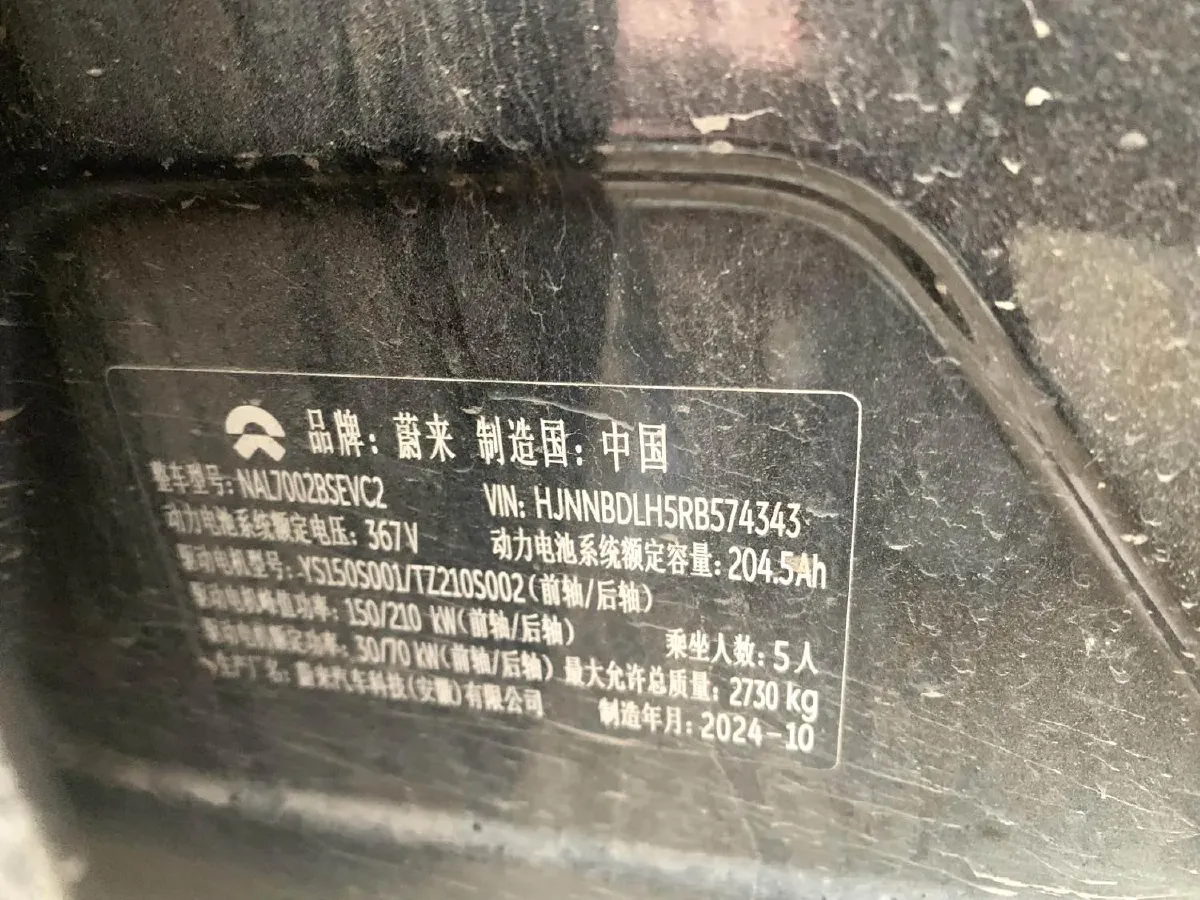 品牌：蔚来 制造国：中国
整车型号：NAL7002BSEVC2 VIN: HJNNBDLH5RB574343
动力电池系统额定电压：367V 动力电池系统额定容量：204.5Ah
驱动电机型号：YS150S001/TZ210S002(前轴/后轴)
驱动电机峰值功率：150/210 kW(前轴/后轴) 乘坐人数：5人
驱动电机额定功率：30/70 kW(前轴/后轴) 最大允许总质量：2730 kg
生产厂名：蔚来汽车科技(安徽)有限公司 制造年月：2024-10